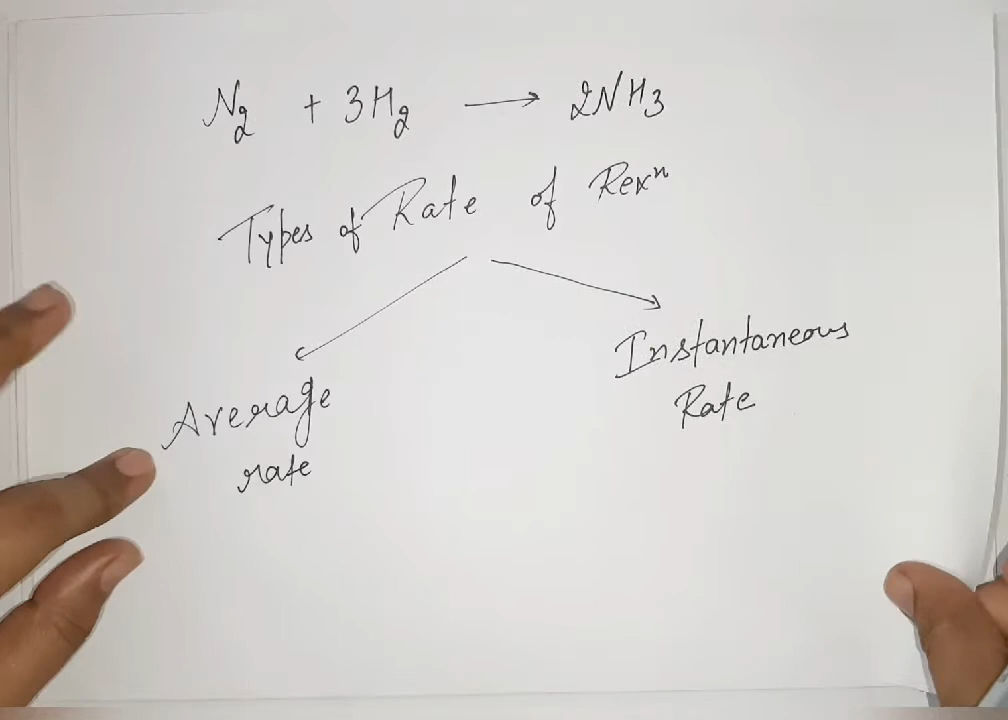 N₂ + 3H₂ → 2NH₃
Types of Rate of Rexⁿ
Average
rate
Instantaneous
Rate